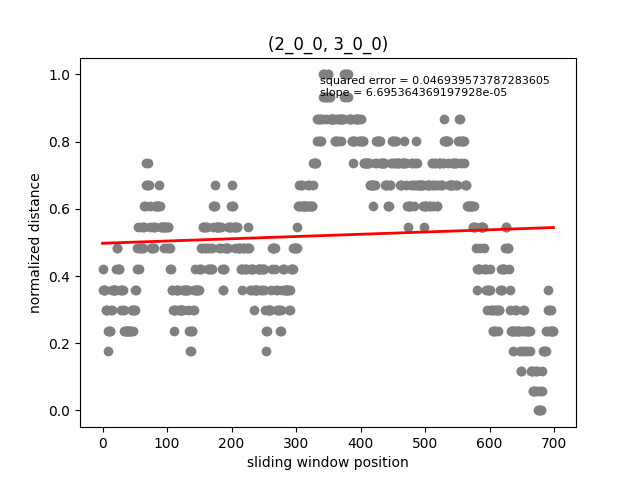 (2_0_0, 3_0_0)
squared error = 0.046939573787283605
slope = 6.695364369197928e-05
1.0
0.8
0.6
0.4
0.2
0.0
normalized distance
0 100 200 300 400 500 600 700
sliding window position